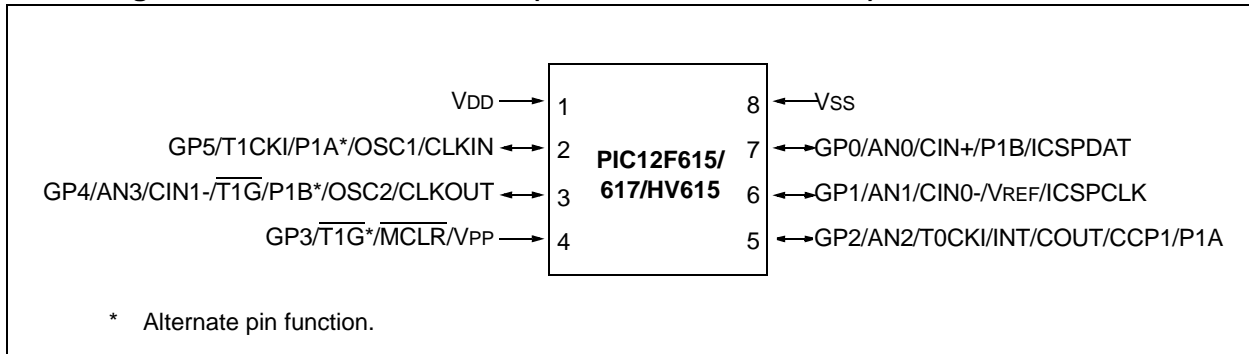 VDD 1 8 VSS
GP5/T1CKI/P1A*/OSC1/CLKIN 2 PIC12F615/ 7 GP0/AN0/CIN+/P1B/ICSPDAT
GP4/AN3/CIN1-/T1G/P1B*/OSC2/CLKOUT 3 617/HV615 6 GP1/AN1/CIN0-/VREF/ICSPCLK
GP3/T1G*/MCLR/VPP 4 5 GP2/AN2/T0CKI/INT/COUT/CCP1/P1A
* Alternate pin function.